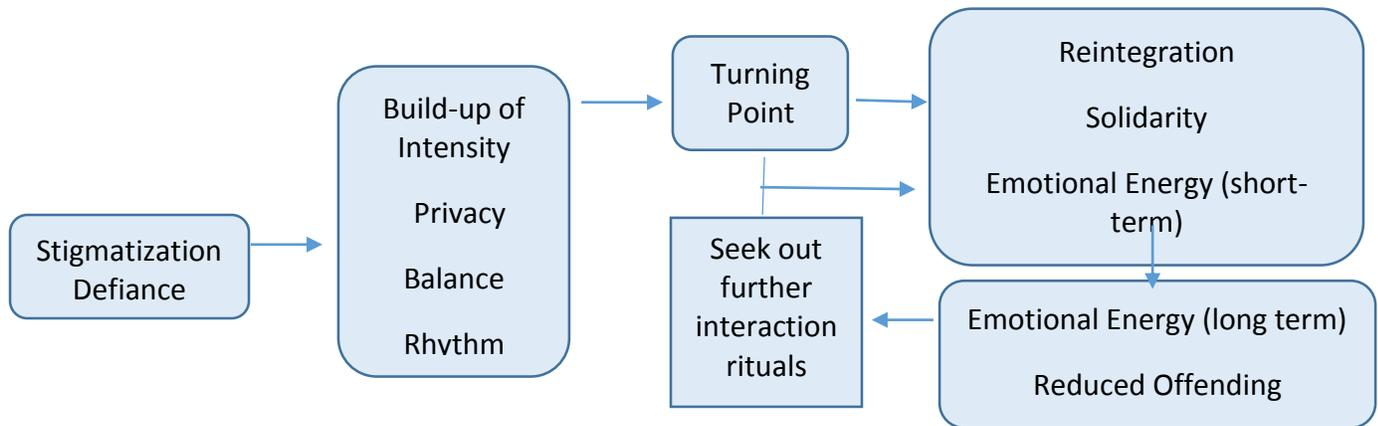 Stigmatization
Defiance
Build-up of
Intensity
Privacy
Balance
Rhythm
Turning
Point
Seek out
further
interaction
rituals
Reintegration
Solidarity
Emotional Energy (short-
term)
Emotional Energy (long term)
Reduced Offending